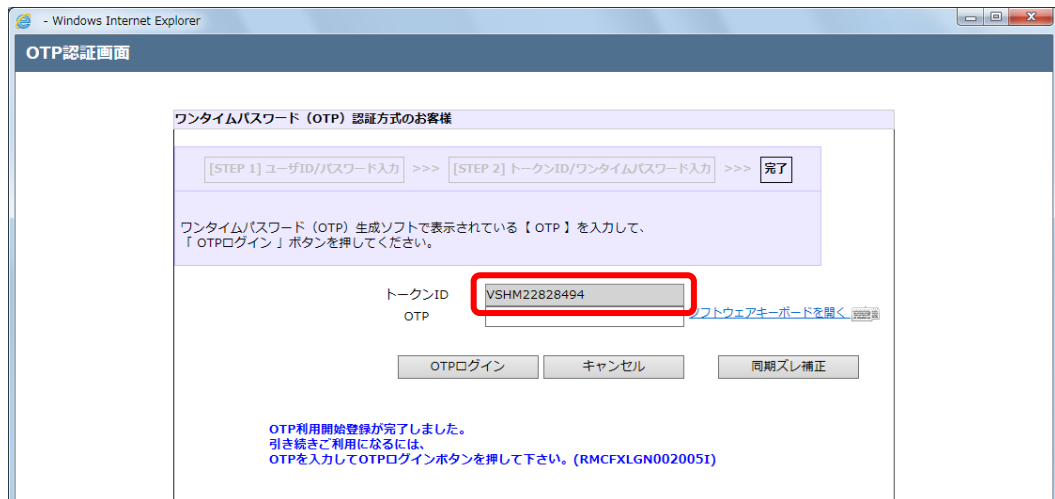 - Windows Internet Explorer
OTP認証画面
ワンタイムパスワード（OTP）認証方式のお客様
[STEP 1] ユーザID/パスワード入力 >>> [STEP 2] トークンID/ワンタイムパスワード入力 >>> 完了
ワンタイムパスワード（OTP）生成ソフトで表示されている【 OTP 】を入力して、
「 OTPログイン 」ボタンを押してください。
トークンID VSHM22828494
OTP ソフトウェアキーボードを開く
OTPログイン キャンセル 同期ズレ補正
OTP利用開始登録が完了しました。
引き続きご利用になるには、
OTPを入力してOTPログインボタンを押して下さい。(RMCFXLGN002005I)